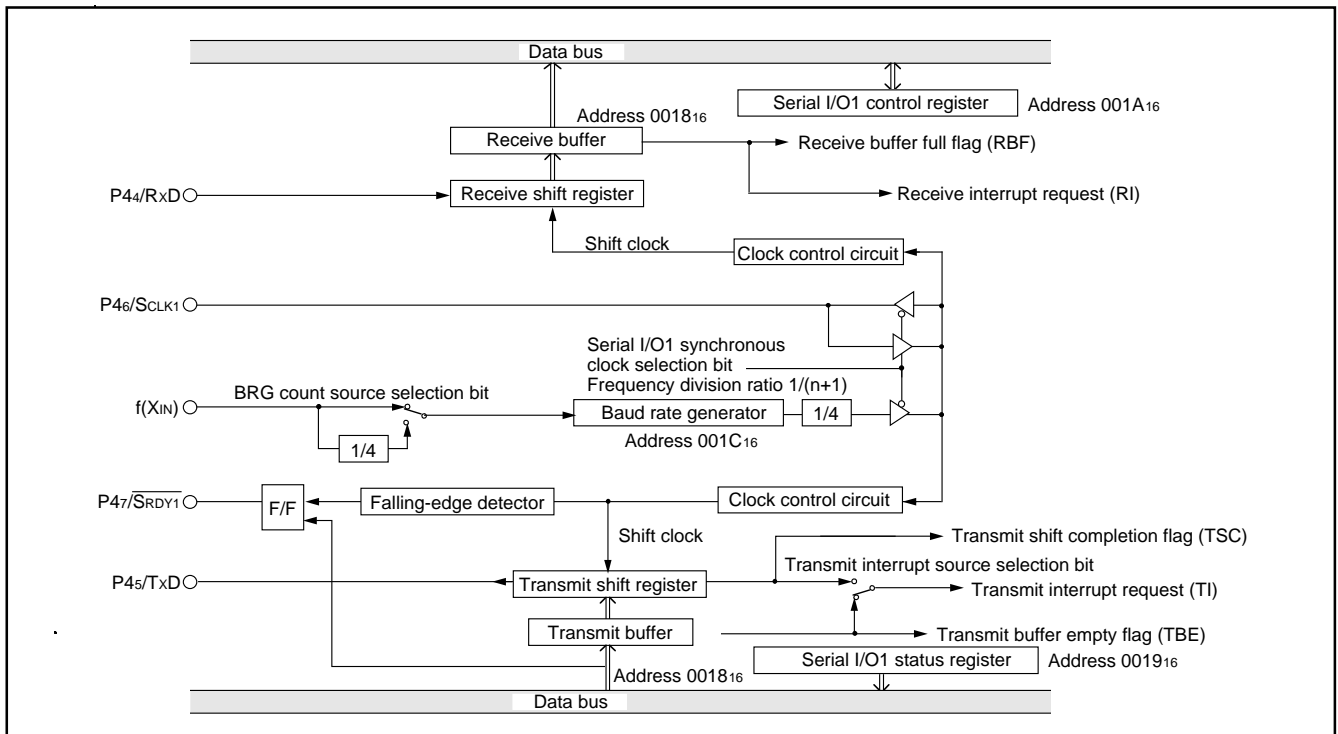 Data bus
Serial I/O1 control register
Address 001A16
Address 001816
Receive buffer
Receive buffer full flag (RBF)
P44/RXD
Receive shift register
Receive interrupt request (RI)
Shift clock
Clock control circuit
P46/SCLK1
Serial I/O1 synchronous
clock selection bit
Frequency division ratio 1/(n+1)
BRG count source selection bit
f(XIN)
Baud rate generator
1/4
1/4
Address 001C16
P47/SRDY1
F/F
Falling-edge detector
Clock control circuit
Shift clock
Transmit shift completion flag (TSC)
Transmit interrupt source selection bit
P45/TXD
Transmit shift register
Transmit interrupt request (TI)
Transmit buffer
Transmit buffer empty flag (TBE)
Serial I/O1 status register
Address 001916
Address 001816
Data bus